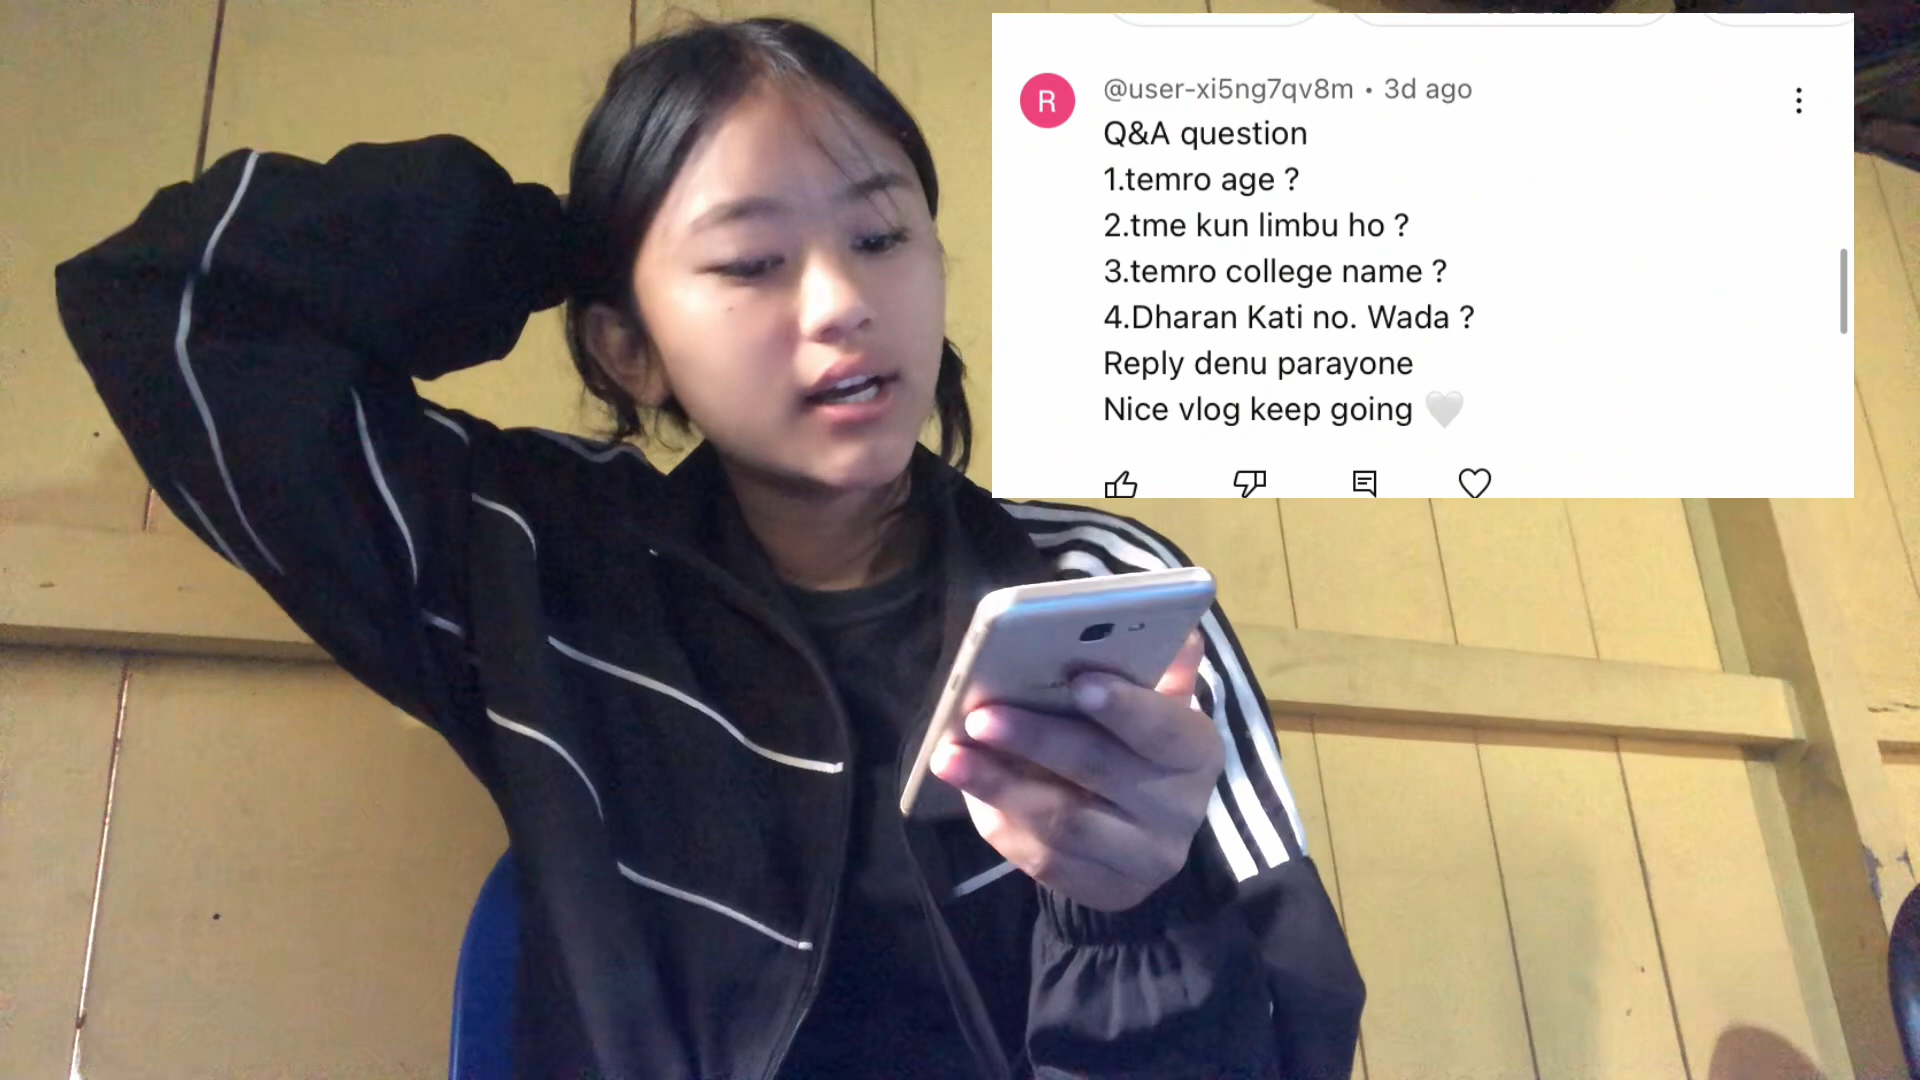 R
@user-xi5ng7qv8m • 3d ago
Q&A question
1.temro age ?
2.tme kun limbu ho ?
3.temro college name ?
4.Dharan Kati no. Wada ?
Reply denu parayone
Nice vlog keep going 🤍